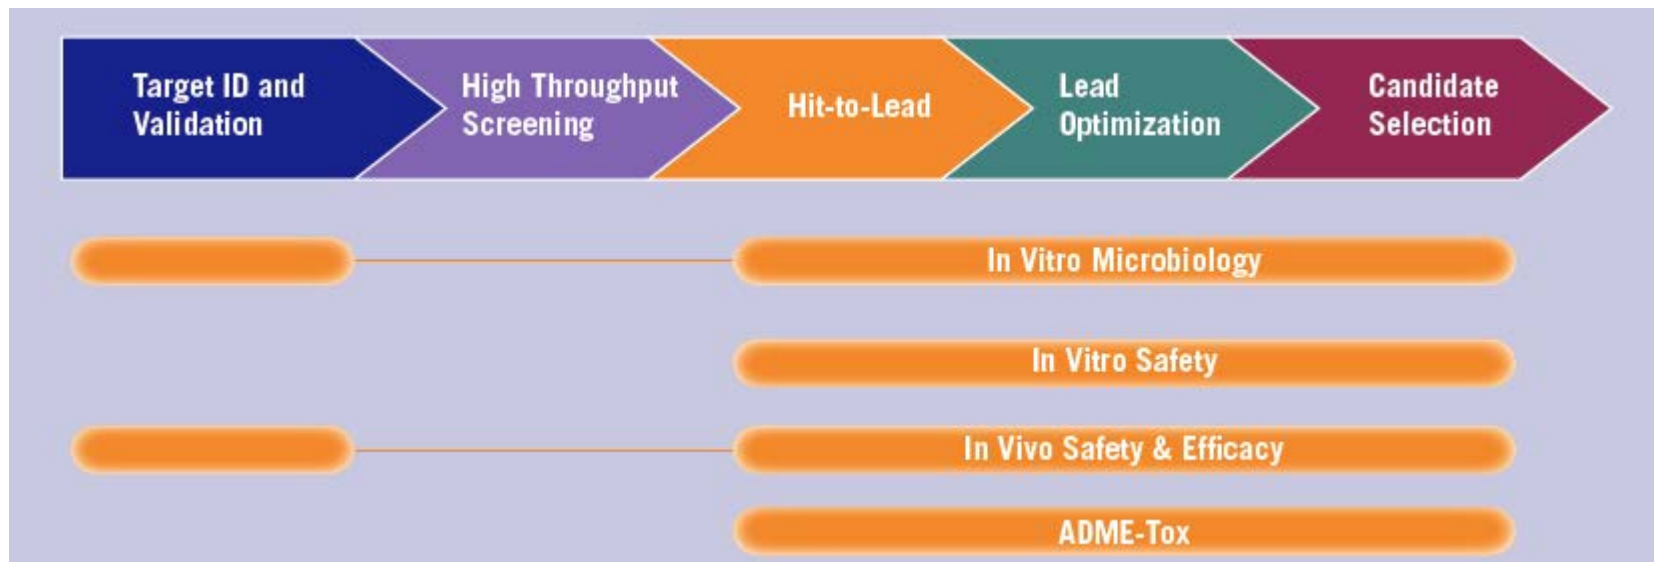 Target ID and
Validation
High Throughput
Screening
Hit-to-Lead
Lead
Optimization
Candidate
Selection
In Vitro Microbiology
In Vitro Safety
In Vivo Safety & Efficacy
ADME-Tox